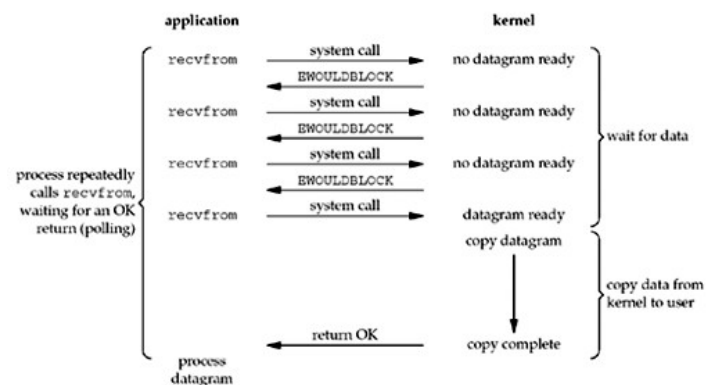 application kernel
recvfrom system call no datagram ready
EWOULDBLOCK
recvfrom system call no datagram ready
EWOULDBLOCK
recvfrom system call no datagram ready
EWOULDBLOCK
recvfrom system call datagram ready
process repeatedly
calls recvfrom,
waiting for an OK
return (polling)
wait for data
copy datagram
copy data from
kernel to user
return OK copy complete
process
datagram